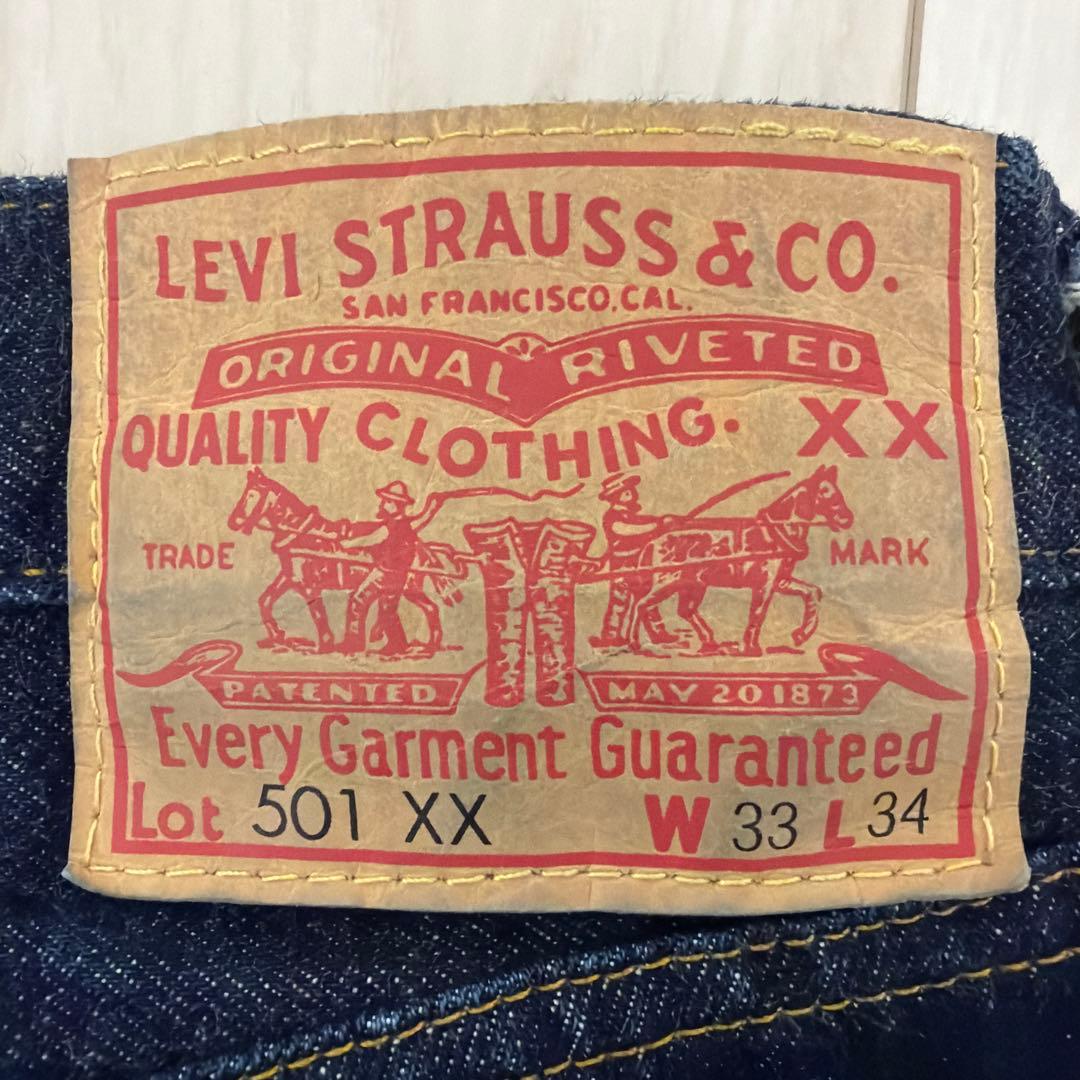 LEVI STRAUSS & CO.
SAN FRANCISCO, CAL.
ORIGINAL RIVETED
QUALITY CLOTHING. XX
TRADE MARK
PATENTED MAY 20 1873
Every Garment Guaranteed
Lot 501 XX W 33 L 34